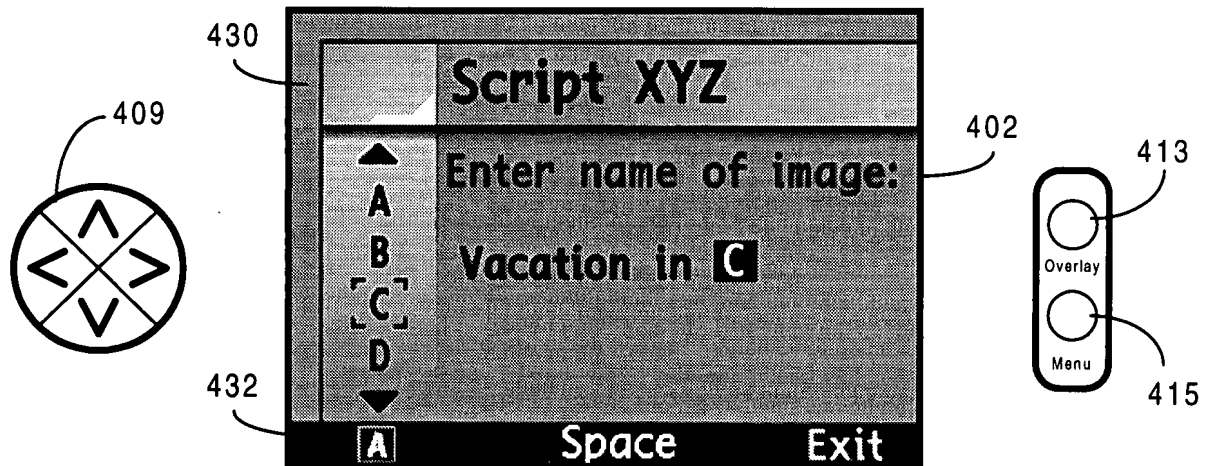 430
Script XYZ
409
402
413
Enter name of image:
A
B
Vacation in C
Overlay
C
D
Menu
432
415
A Space Exit